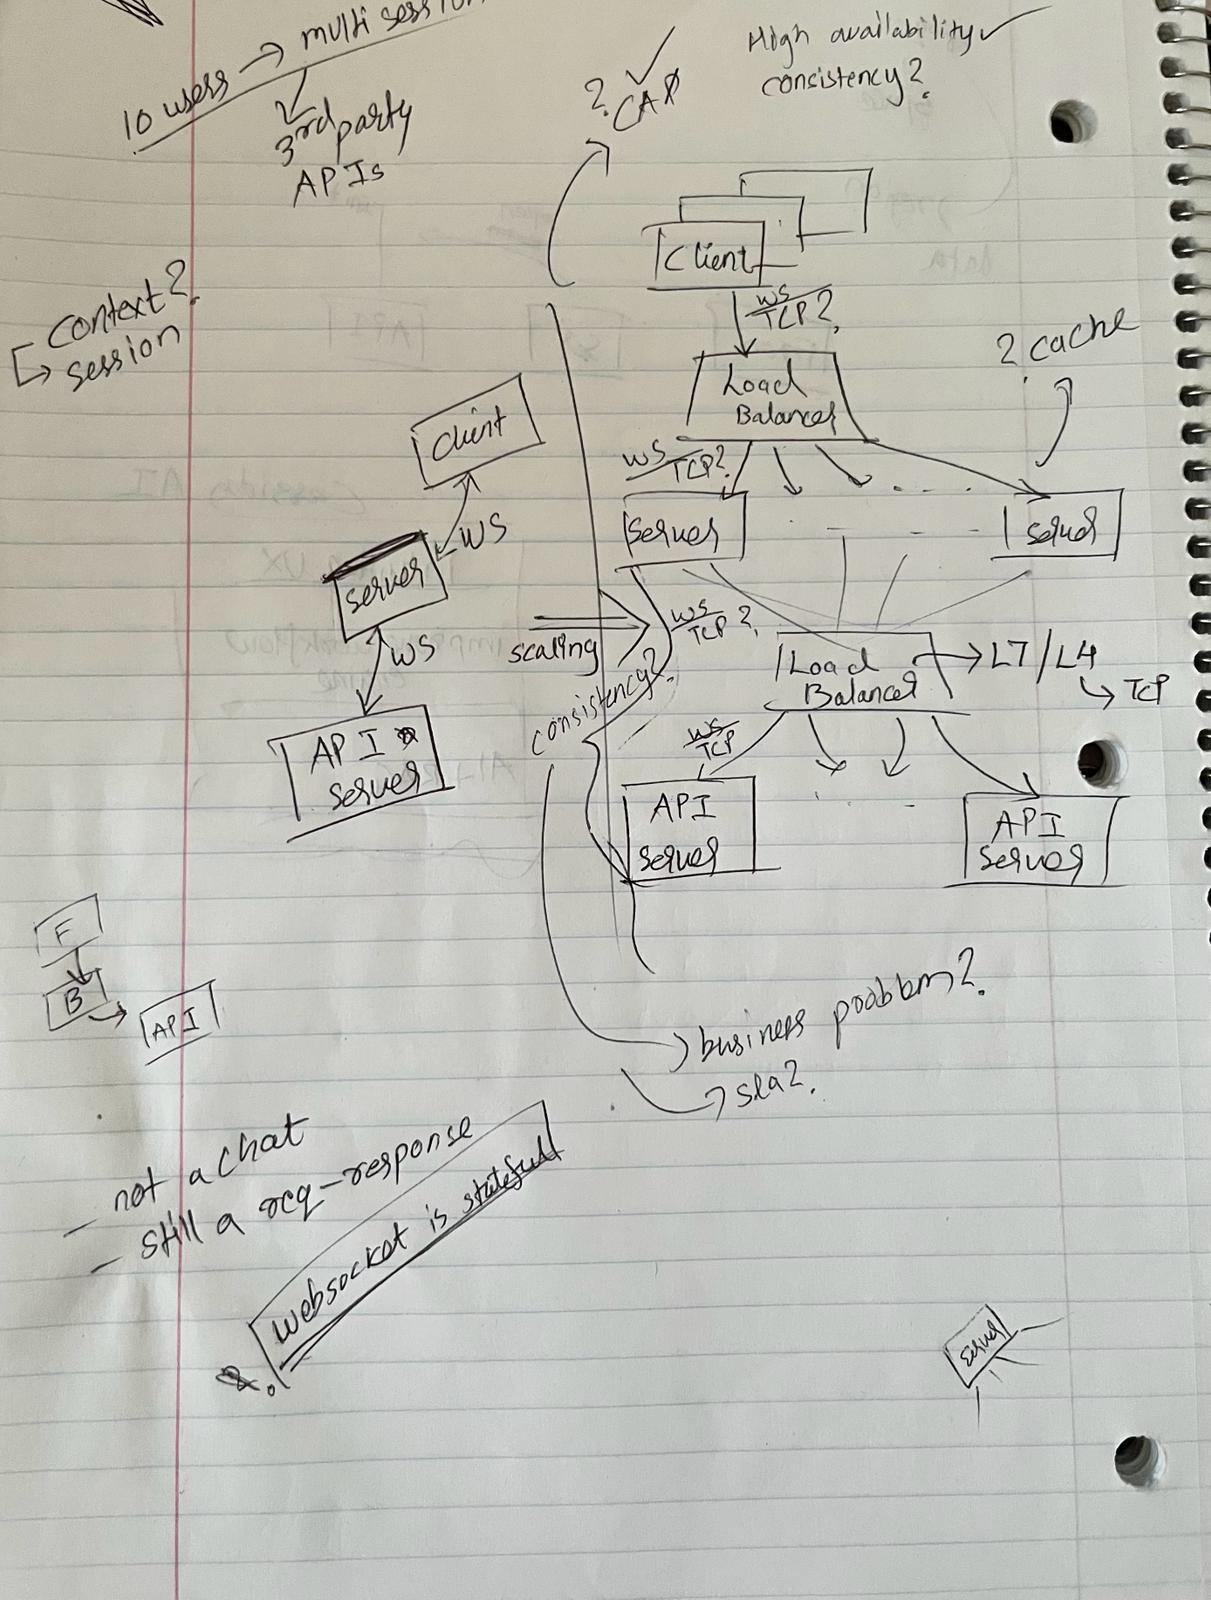 10 users → multi session
3rd party
APIs
? CAP
High availability ✓
consistency?
Context?
↳ session
Client
WS
TCP?
Load
Balancer
? cache
WS
TCP?
Server
Server
Client
WS
Server
WS
API
Server
scaling
consistency?
WS
TCP?
Load
Balancer
→ L7/L4
↳ TCP
WS
TCP
API
Server
API
Server
F
B
API
→ business problem?
→ sla?
- not a chat
- still a req-response
Websocket is stateful
Server